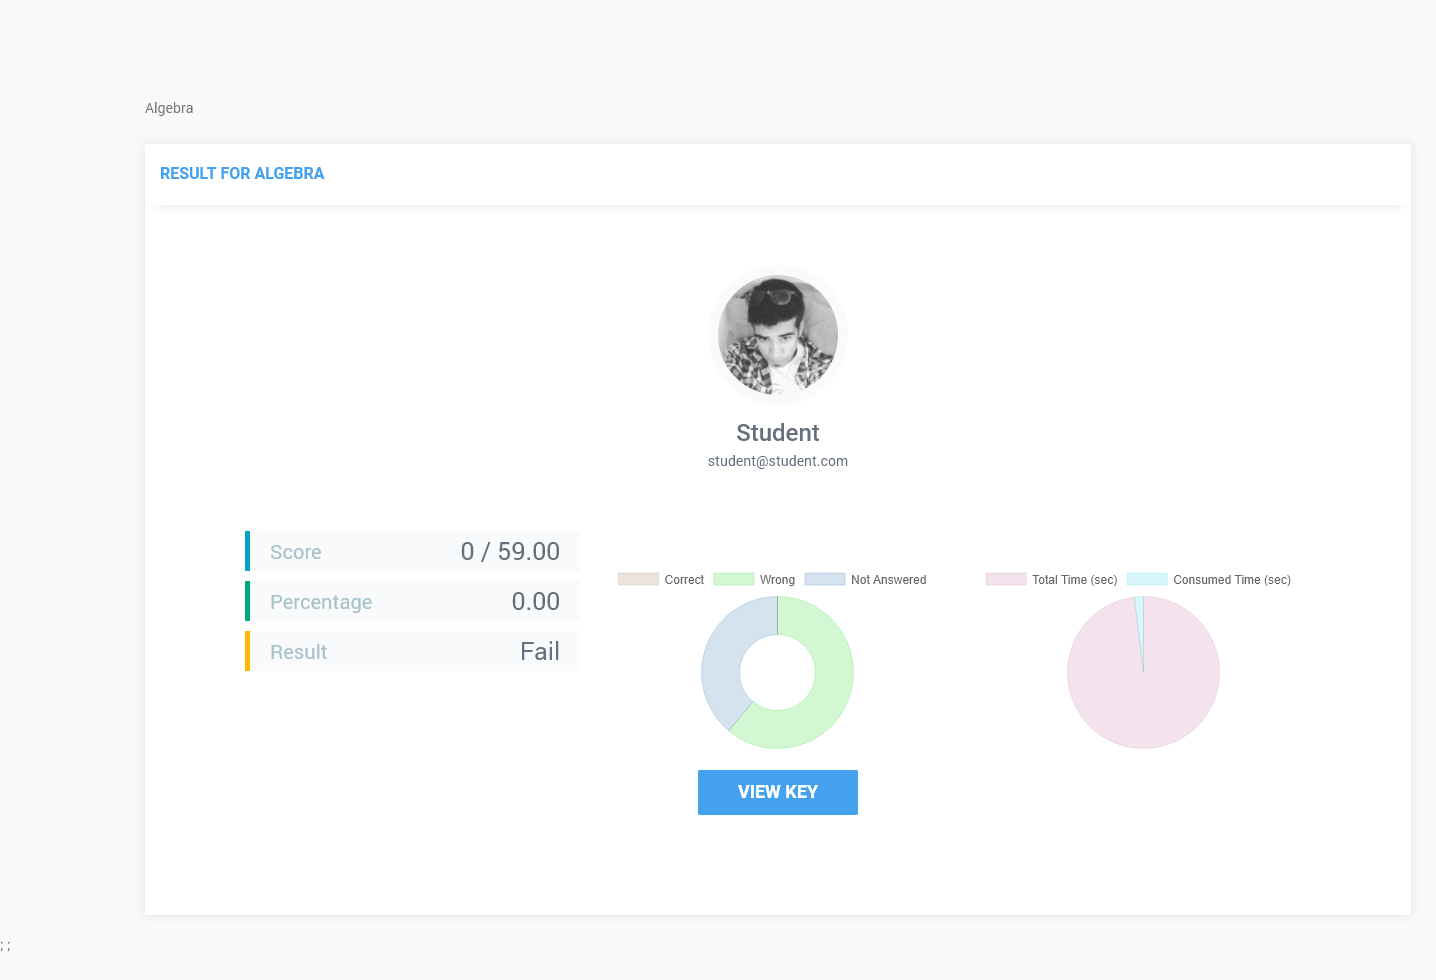 Algebra
RESULT FOR ALGEBRA
Student
student@student.com
Score 0 / 59.00
Percentage 0.00
Result Fail
Correct Wrong Not Answered
Total Time (sec) Consumed Time (sec)
VIEW KEY
; ;